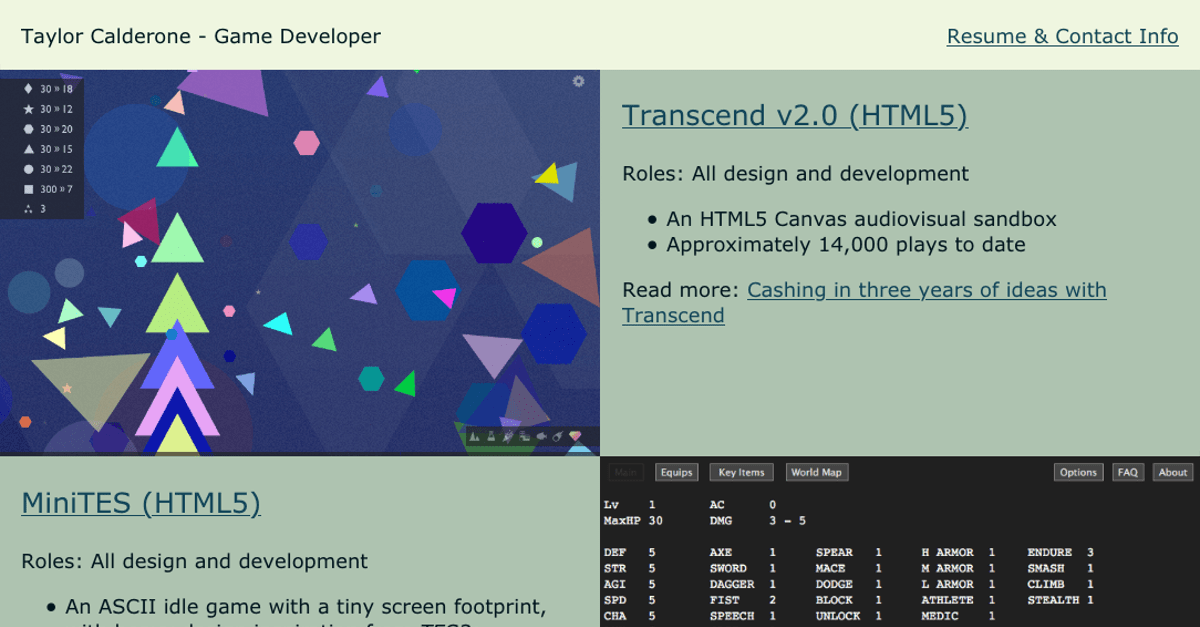 Taylor Calderone - Game Developer
Resume & Contact Info
30 » 18
30 » 12
30 » 20
30 » 15
30 » 22
300 » 7
3
Transcend v2.0 (HTML5)
Roles: All design and development
• An HTML5 Canvas audiovisual sandbox
• Approximately 14,000 plays to date
Read more: Cashing in three years of ideas with
Transcend
MiniTES (HTML5)
Roles: All design and development
• An ASCII idle game with a tiny screen footprint,
Main Equips Key Items World Map Options FAQ About
Lv 1 AC 0
MaxHP 30 DMG 3 - 5
DEF 5 AXE 1 SPEAR 1 H ARMOR 1 ENDURE 3
STR 5 SWORD 1 MACE 1 M ARMOR 1 SMASH 1
AGI 5 DAGGER 1 DODGE 1 L ARMOR 1 CLIMB 1
SPD 5 FIST 2 BLOCK 1 ATHLETE 1 STEALTH 1
CHA 5 SPEECH 1 UNLOCK 1 MEDIC 1